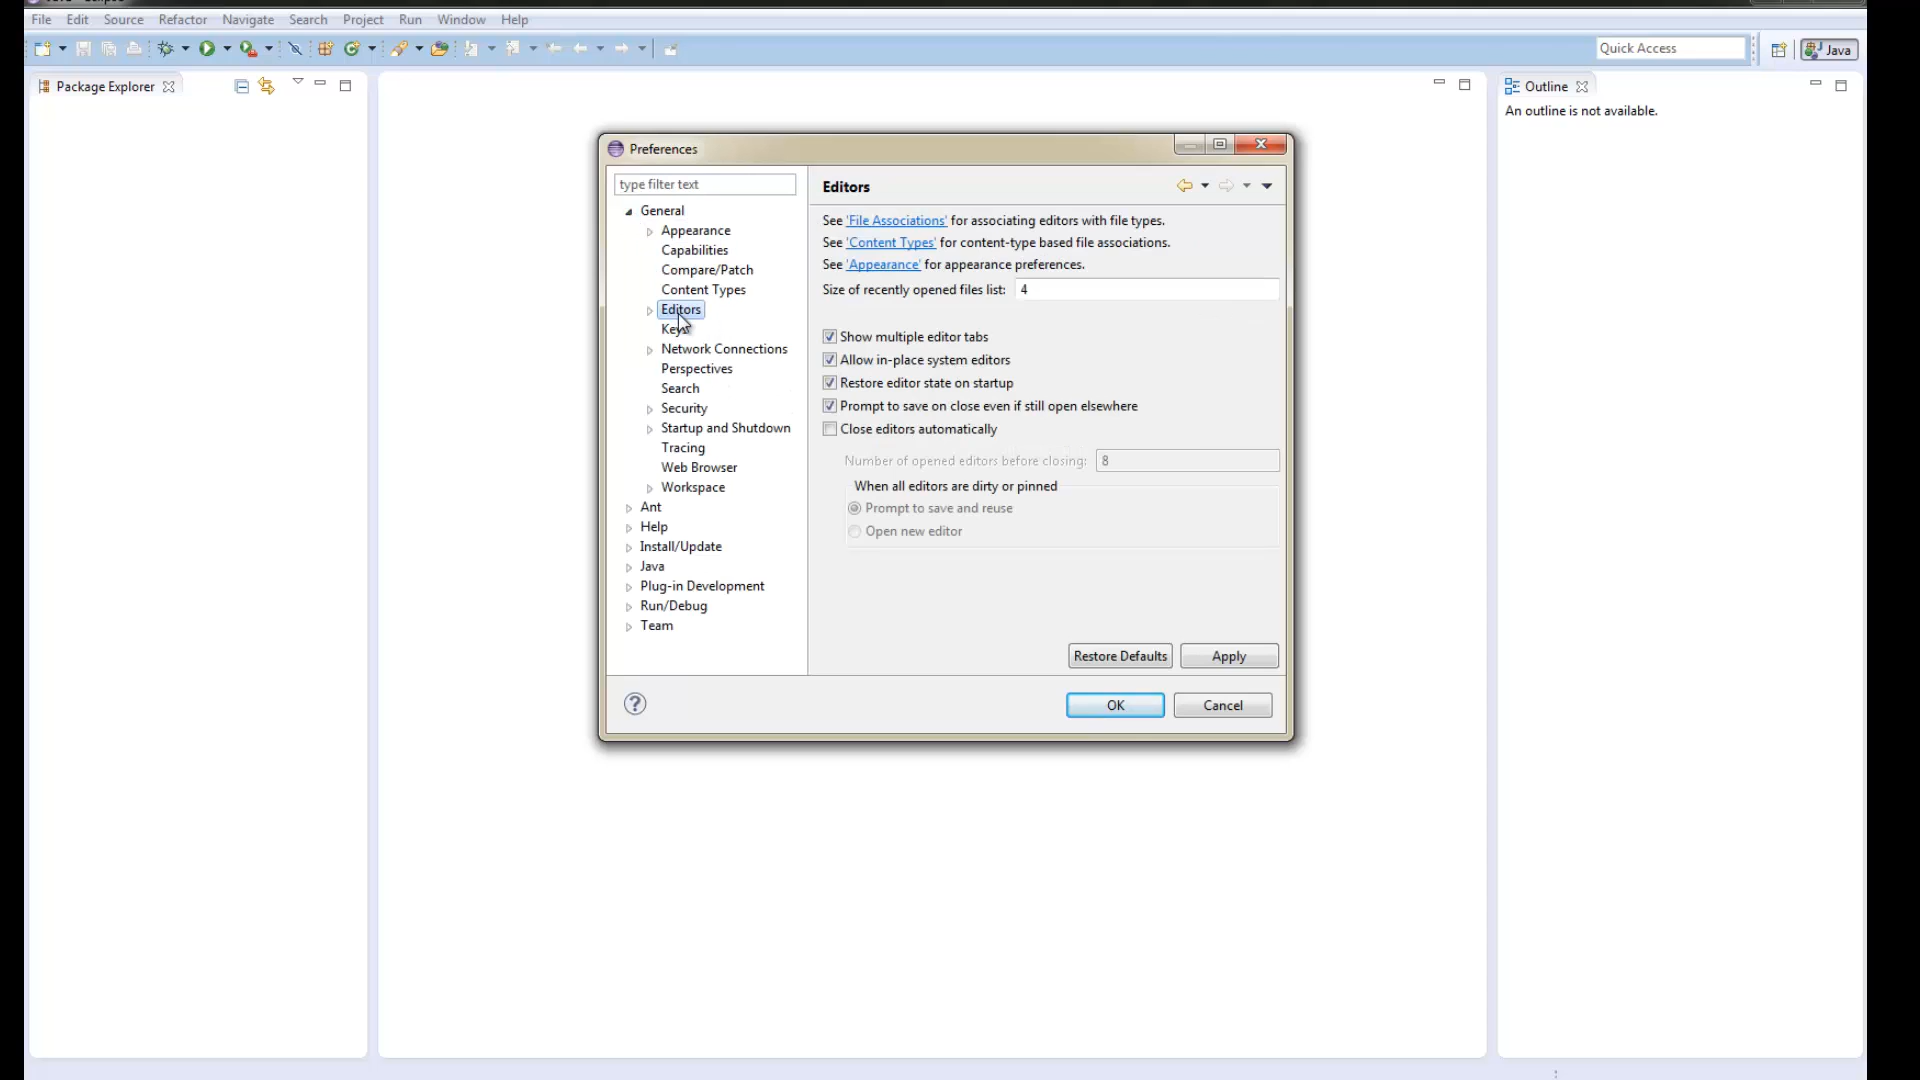 File Edit Source Refactor Navigate Search Project Run Window Help
Quick Access
Java
Package Explorer
Outline
An outline is not available.
Preferences
type filter text
General
Appearance
Capabilities
Compare/Patch
Content Types
Editors
Keys
Network Connections
Perspectives
Search
Security
Startup and Shutdown
Tracing
Web Browser
Workspace
Ant
Help
Install/Update
Java
Plug-in Development
Run/Debug
Team
Editors
See 'File Associations' for associating editors with file types.
See 'Content Types' for content-type based file associations.
See 'Appearance' for appearance preferences.
Size of recently opened files list: 4
Show multiple editor tabs
Allow in-place system editors
Restore editor state on startup
Prompt to save on close even if still open elsewhere
Close editors automatically
Number of opened editors before closing: 8
When all editors are dirty or pinned
Prompt to save and reuse
Open new editor
Restore Defaults Apply
? OK Cancel